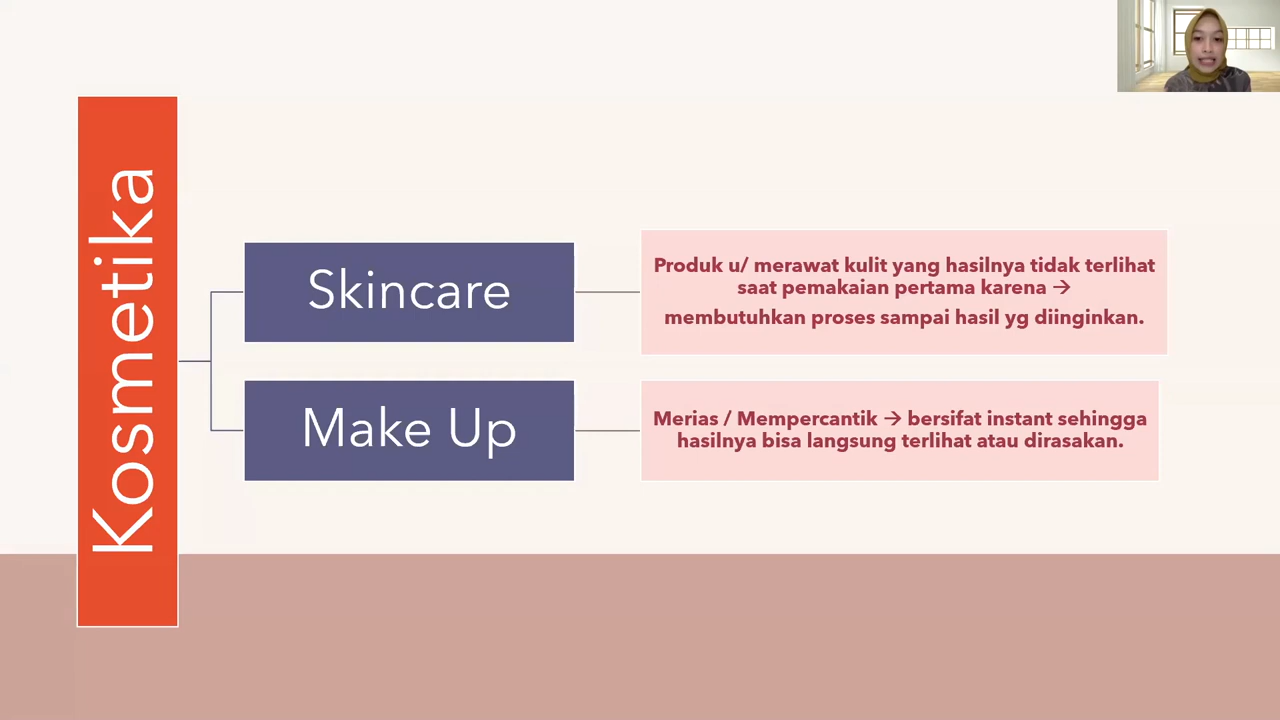 Kosmetika
Skincare
Produk u/ merawat kulit yang hasilnya tidak terlihat
saat pemakaian pertama karena →
membutuhkan proses sampai hasil yg diinginkan.
Make Up
Merias / Mempercantik → bersifat instant sehingga
hasilnya bisa langsung terlihat atau dirasakan.